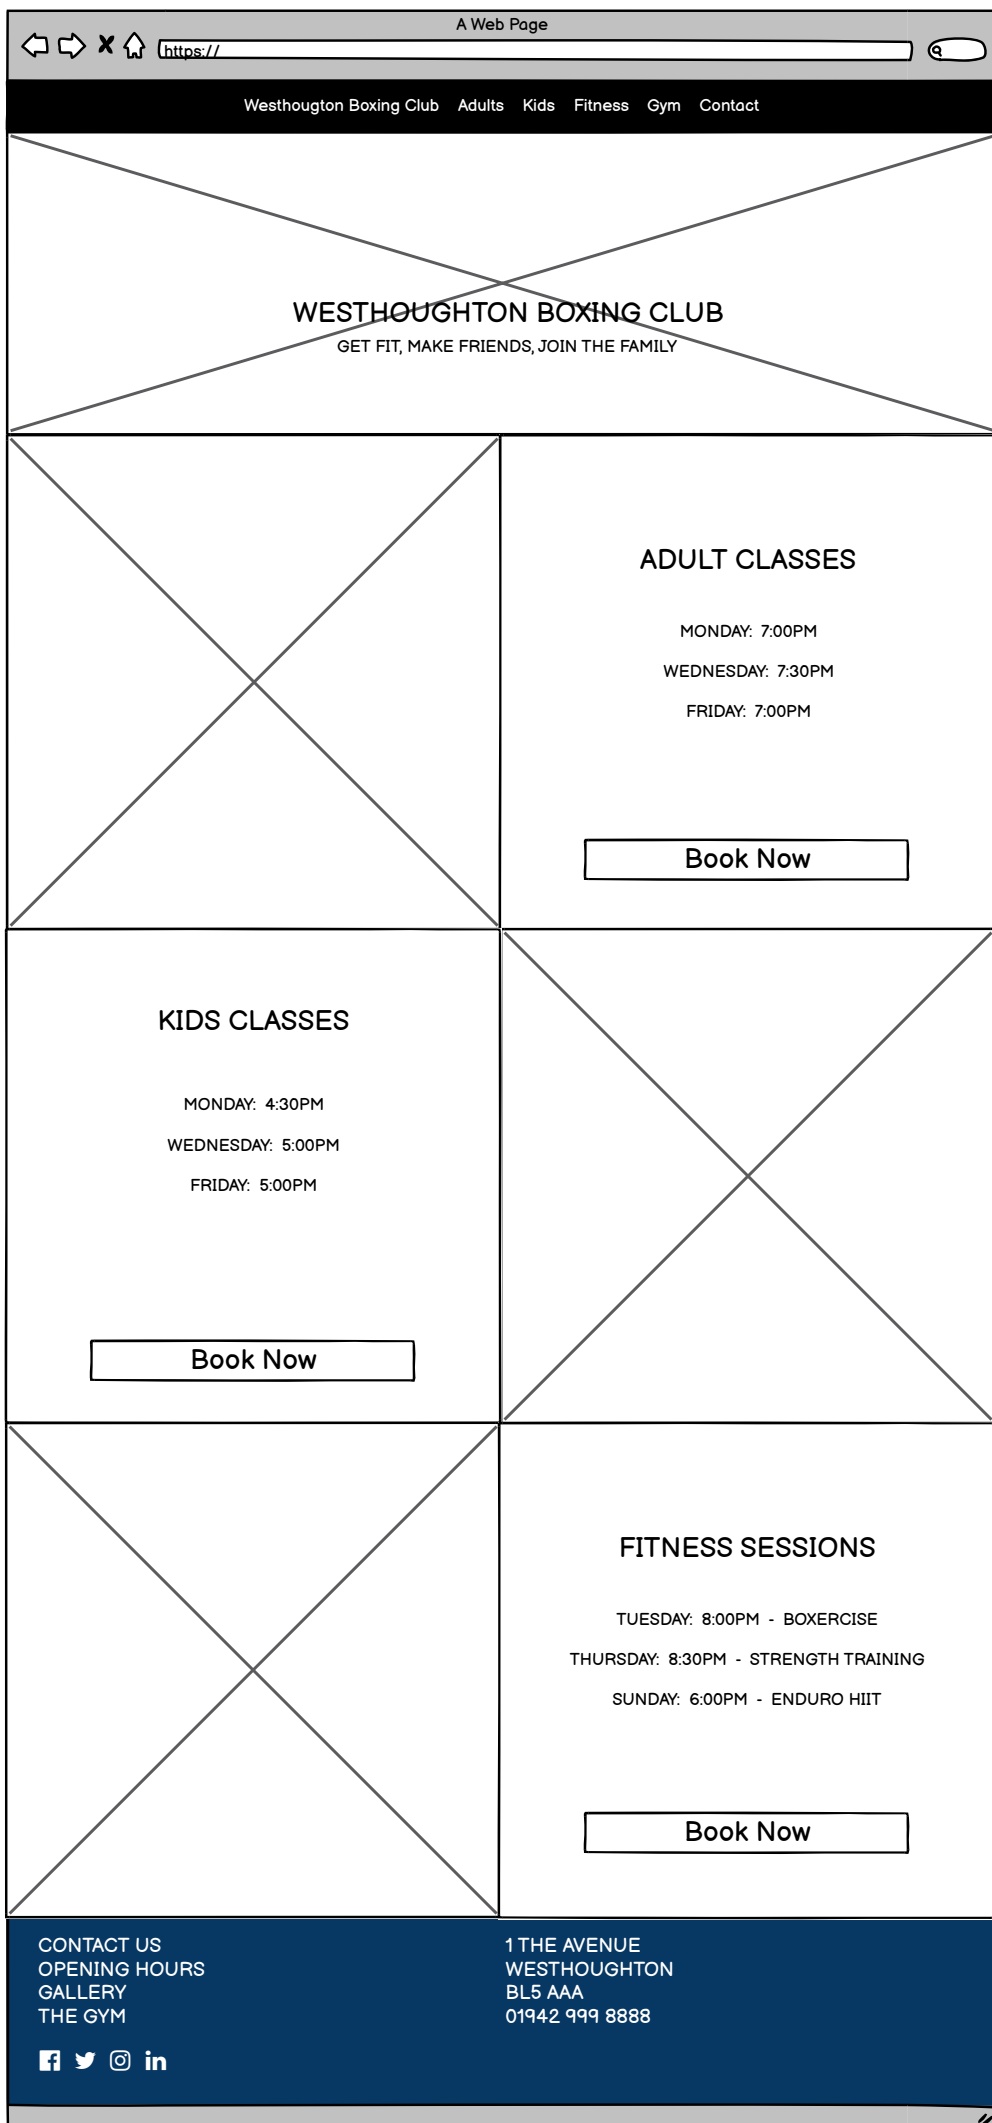 A Web Page
https://
Westhougton Boxing Club Adults Kids Fitness Gym Contact
WESTHOUGHTON BOXING CLUB
GET FIT, MAKE FRIENDS, JOIN THE FAMILY
ADULT CLASSES
MONDAY: 7:00PM
WEDNESDAY: 7:30PM
FRIDAY: 7:00PM
Book Now
KIDS CLASSES
MONDAY: 4:30PM
WEDNESDAY: 5:00PM
FRIDAY: 5:00PM
Book Now
FITNESS SESSIONS
TUESDAY: 8:00PM - BOXERCISE
THURSDAY: 8:30PM - STRENGTH TRAINING
SUNDAY: 6:00PM - ENDURO HIIT
Book Now
CONTACT US
OPENING HOURS
GALLERY
THE GYM
1 THE AVENUE
WESTHOUGHTON
BL5 AAA
01942 999 8888